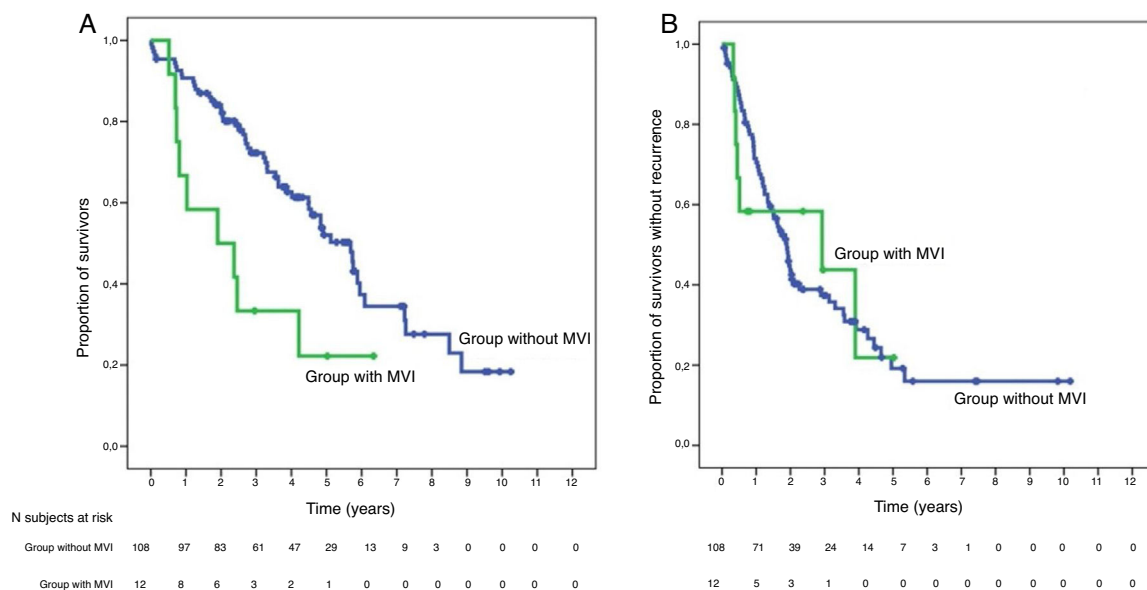 A
1,0
0,8
0,6
0,4
0,2
0,0
Proportion of survivors
Group without MVI
Group with MVI
0 1 2 3 4 5 6 7 8 9 10 11 12
Time (years)
B
1,0
0,8
0,6
0,4
0,2
0,0
Proportion of survivors without recurrence
Group with MVI
Group without MVI
0 1 2 3 4 5 6 7 8 9 10 11 12
Time (years)
N subjects at risk
Group without MVI 108 97 83 61 47 29 13 9 3 0 0 0 0
Group with MVI 12 8 6 3 2 1 0 0 0 0 0 0 0
108 71 39 24 14 7 3 1 0 0 0 0 0
12 5 3 1 0 0 0 0 0 0 0 0 0